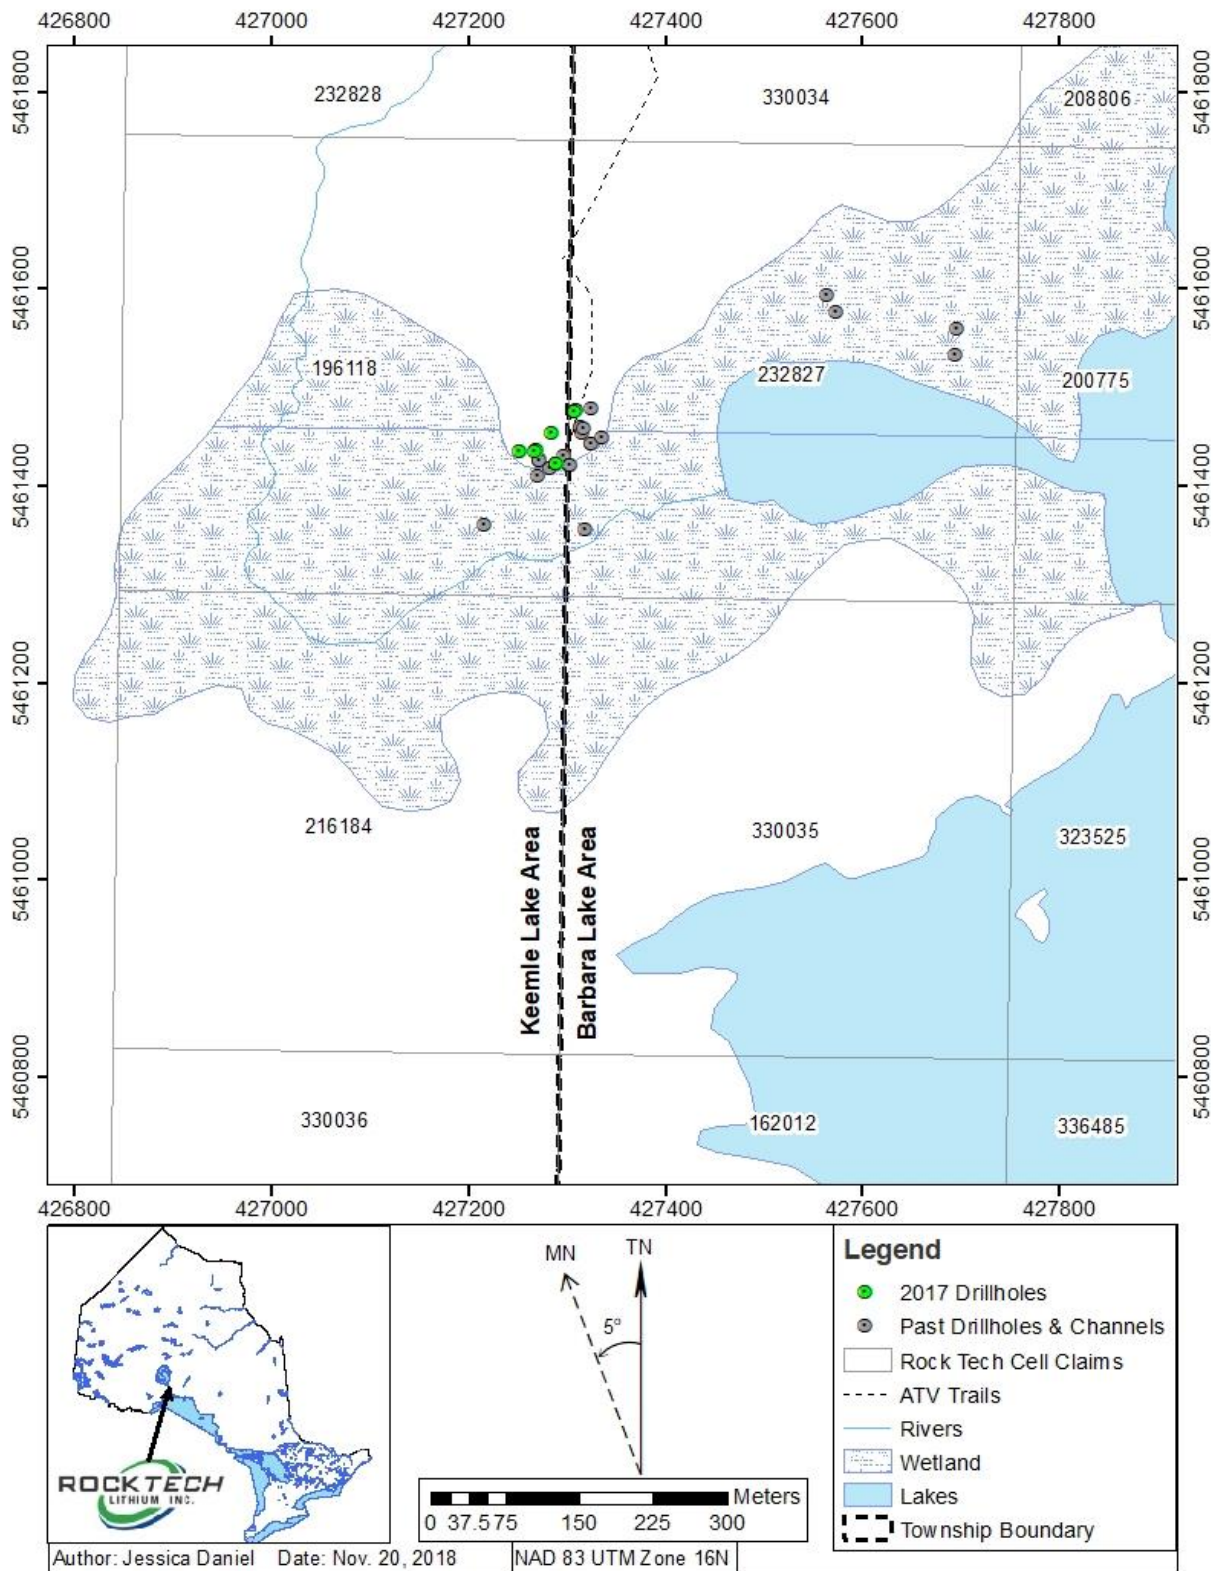 426800 427000 427200 427400 427600 427800
5461800 5461800
232828 330034 208806
5461600 5461600
196118 232827 200775
5461400 5461400
5461200 5461200
216184 330035 323525
5461000 5461000
Keemle Lake Area
Barbara Lake Area
5460800 5460800
330036 162012 336485
426800 427000 427200 427400 427600 427800
ROCK TECH
LITHIUM INC.
MN TN
5°
Meters
0 37.5 75 150 225 300
Legend
2017 Drillholes
Past Drillholes & Channels
Rock Tech Cell Claims
ATV Trails
Rivers
Wetland
Lakes
Township Boundary
Author: Jessica Daniel Date: Nov. 20, 2018
NAD 83 UTM Zone 16N